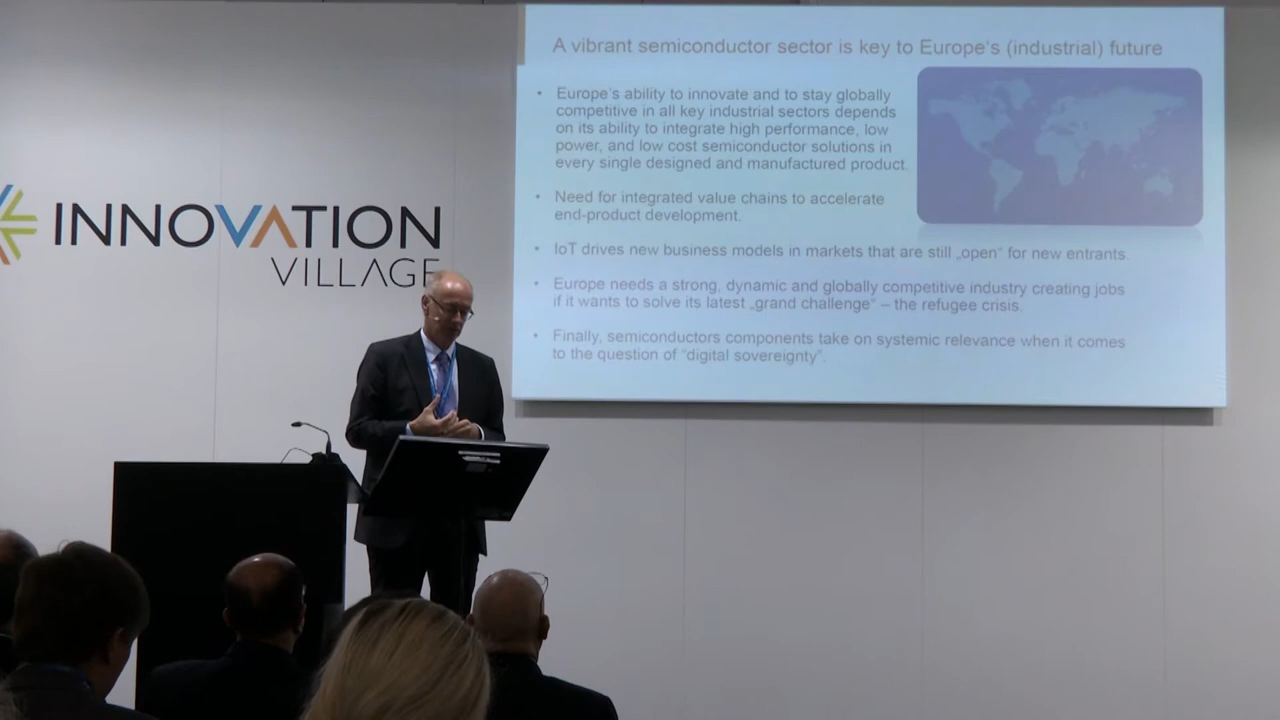 INNOVATION
VILLAGE
A vibrant semiconductor sector is key to Europe's (industrial) future
• Europe's ability to innovate and to stay globally
competitive in all key industrial sectors depends
on its ability to integrate high performance, low
power, and low cost semiconductor solutions in
every single designed and manufactured product.
• Need for integrated value chains to accelerate
end-product development.
• IoT drives new business models in markets that are still „open“ for new entrants.
• Europe needs a strong, dynamic and globally competitive industry creating jobs
if it wants to solve its latest „grand challenge“ – the refugee crisis.
• Finally, semiconductors components take on systemic relevance when it comes
to the question of “digital sovereignty”.